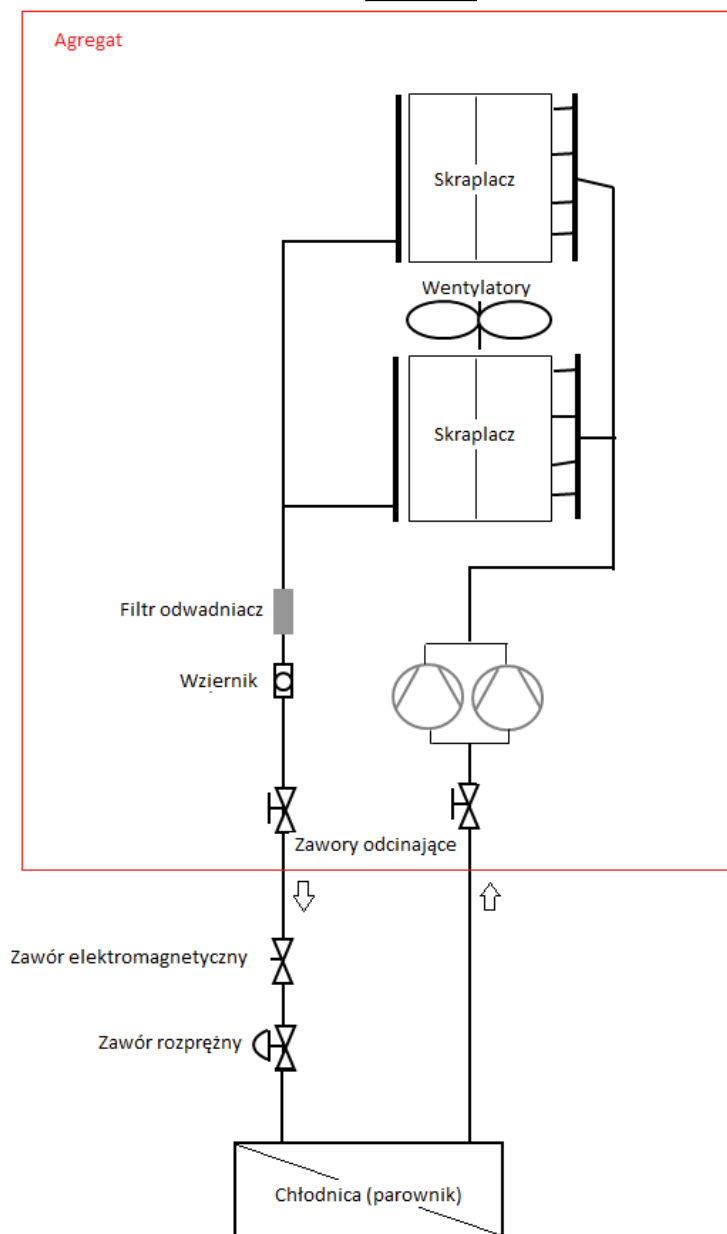 Agregat
Skraplacz
Wentylatory
Skraplacz
Filtr odwadniacz
Wziernik
Zawory odcinające
Zawór elektromagnetyczny
Zawór rozprężny
Chłodnica (parownik)